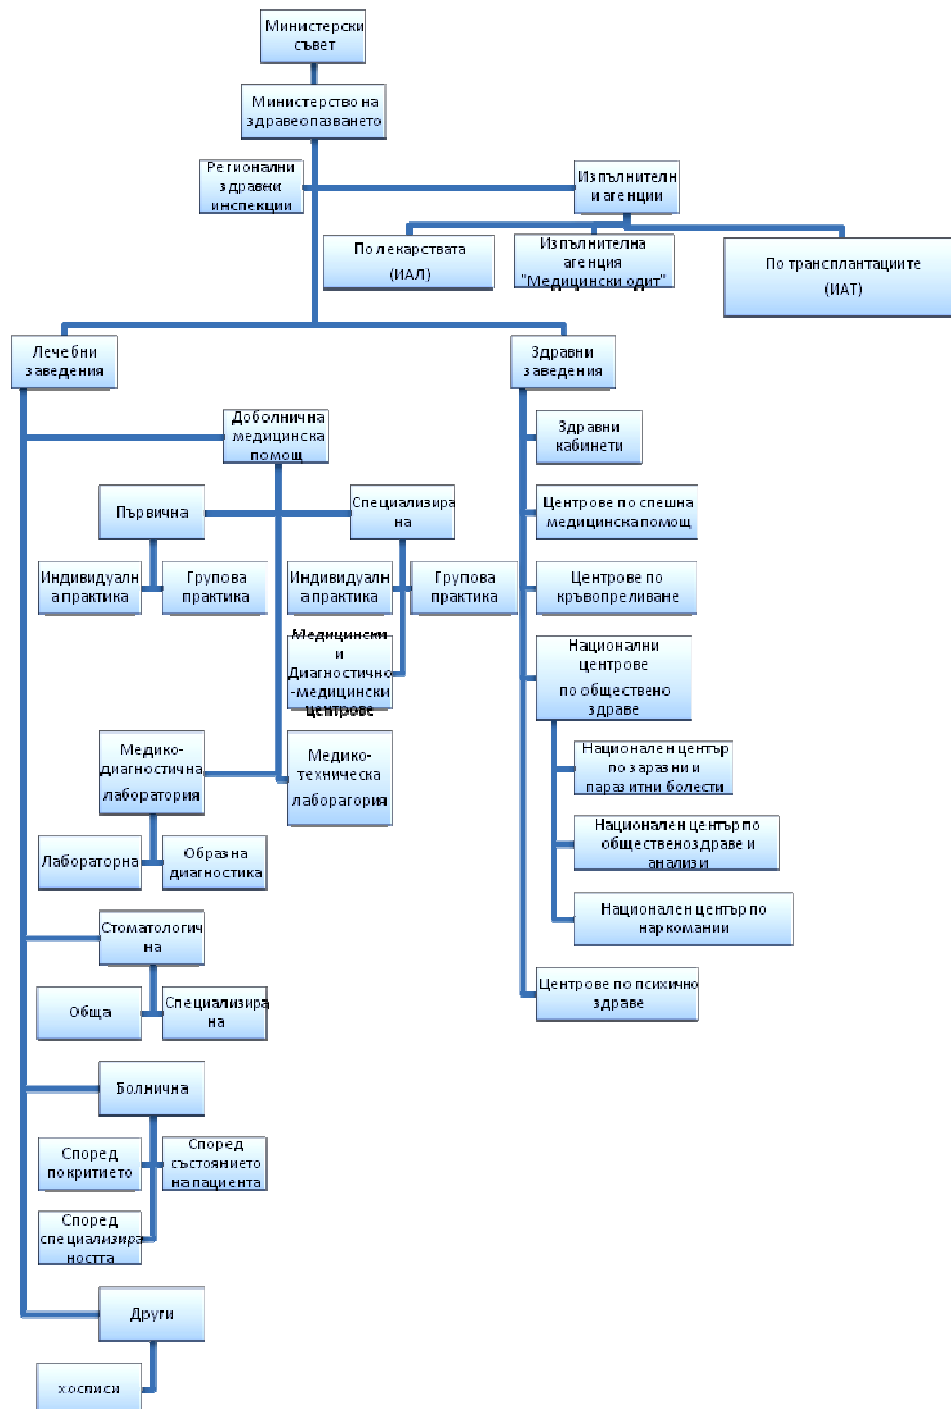 Министерски
съвет
Министерство на
здравеопазването
Регионални
здравни
инспекции
Изпълнителн
и агенции
По лекарствата
(ИАЛ)
Изпълнителна
агенция
"Медицински одит"
По трансплантациите
(ИАТ)
Лечебни
заведения
Здравни
заведения
Доболнична
медицинска
помощ
Първична
Специализира
на
Индивидуалн
а практика
Групова
практика
Индивидуалн
а практика
Групова
практика
Медицински
и
Диагностично
-медицински
центрове
Медико-
диагностична
лаборатория
Медико-
техническа
лаборатория
Лабораторна
Образна
диагностика
Стоматологич
на
Обща
Специализира
на
Болнична
Според
покритието
Според
състоянието
на пациента
Според
специализира
ността
Други
хосписи
Здравни
кабинети
Центрове по спешна
медицинска помощ
Центрове по
кръвопреливане
Национални
центрове
по обществено
здраве
Национален център
по заразни и
паразитни болести
Национален център по
обществено здраве и
анализи
Национален център по
наркомании
Центрове по психично
здраве